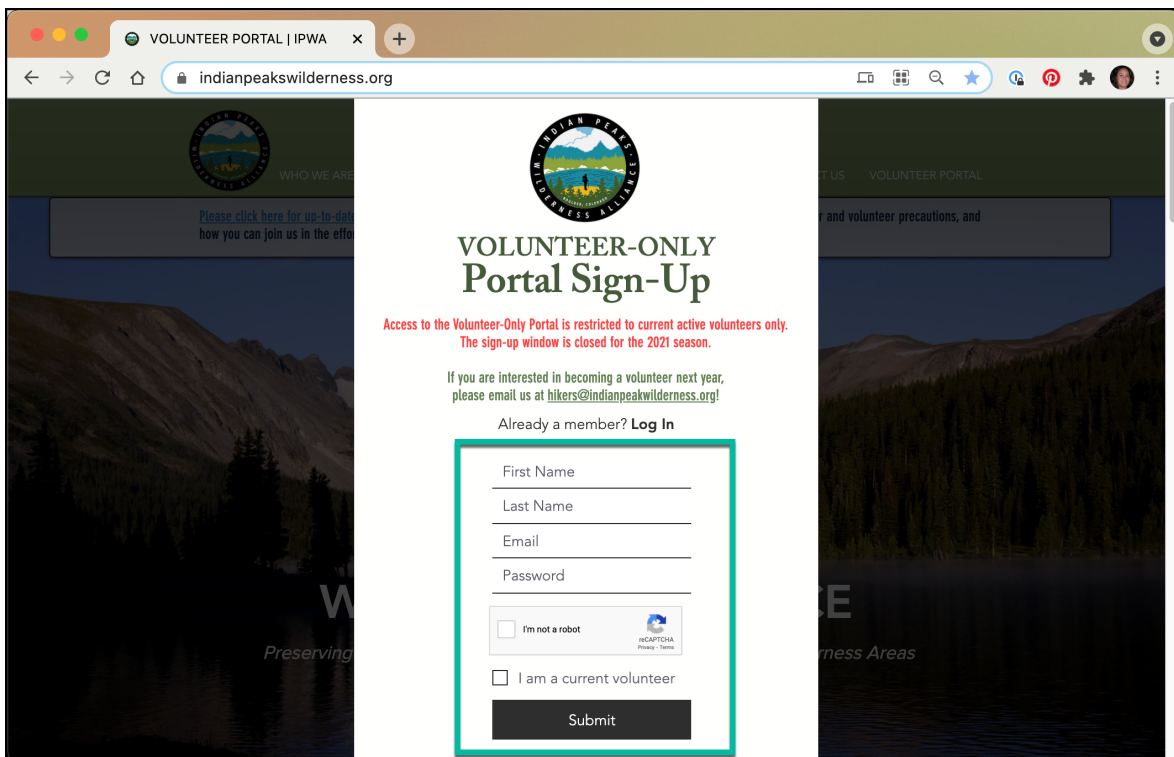 VOLUNTEER PORTAL | IPWA
indianpeakswilderness.org
INDIAN PEAKS
WILDERNESS ALLIANCE
BOULDER, COLORADO
WHO WE ARE
T US VOLUNTEER PORTAL
Please click here for up-to-date
r and volunteer precautions, and
how you can join us in the effo
VOLUNTEER-ONLY
Portal Sign-Up
Access to the Volunteer-Only Portal is restricted to current active volunteers only.
The sign-up window is closed for the 2021 season.
If you are interested in becoming a volunteer next year,
please email us at hikers@indianpeakwilderness.org!
Already a member? Log In
First Name
Last Name
Email
Password
I'm not a robot
reCAPTCHA
Privacy - Terms
I am a current volunteer
Submit
W
CE
Preserving
rness Areas